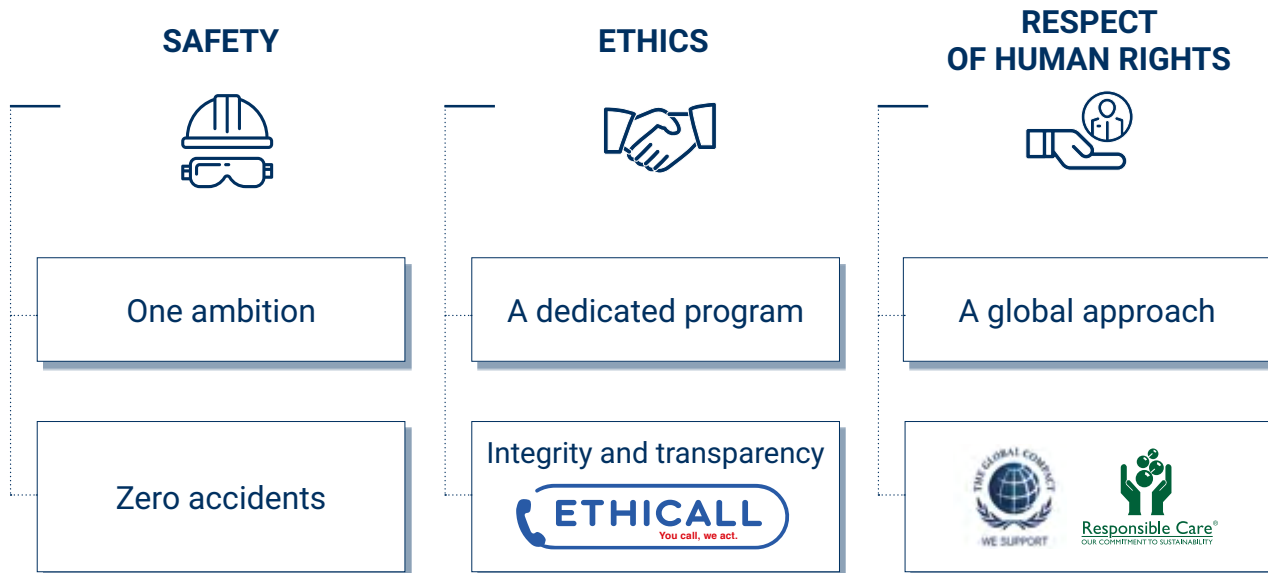 SAFETY
One ambition
Zero accidents
ETHICS
A dedicated program
Integrity and transparency
ETHICALL
You call, we act.
RESPECT
OF HUMAN RIGHTS
A global approach
THE GLOBAL COMPACT
WE SUPPORT
Responsible Care®
OUR COMMITMENT TO SUSTAINABILITY